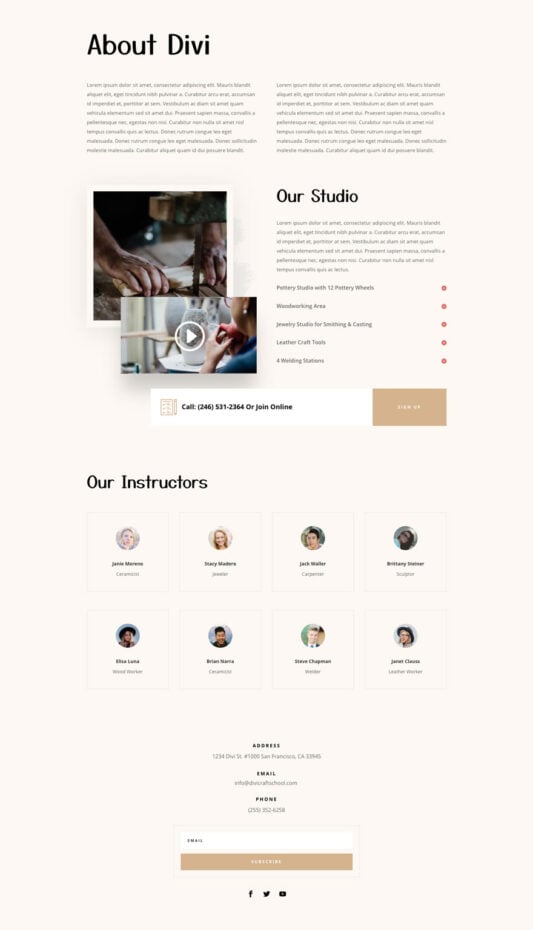 About Divi
Lorem ipsum dolor sit amet, consectetur adipiscing elit. Mauris blandit
aliquet elit, eget tincidunt nibh pulvinar a. Curabitur arcu erat, accumsan
id imperdiet et, porttitor at sem. Vestibulum ac diam sit amet quam
vehicula elementum sed sit amet dui. Praesent sapien massa, convallis a
pellentesque nec, egestas non nisi. Curabitur non nulla sit amet nisl
tempus convallis quis ac lectus. Donec rutrum congue leo eget
malesuada. Donec rutrum congue leo eget malesuada. Donec sollicitudin
molestie malesuada. Curabitur aliquet quam id dui posuere blandit.
Lorem ipsum dolor sit amet, consectetur adipiscing elit. Mauris blandit
aliquet elit, eget tincidunt nibh pulvinar a. Curabitur arcu erat, accumsan
id imperdiet et, porttitor at sem. Vestibulum ac diam sit amet quam
vehicula elementum sed sit amet dui. Praesent sapien massa, convallis a
pellentesque nec, egestas non nisi. Curabitur non nulla sit amet nisl
tempus convallis quis ac lectus. Donec rutrum congue leo eget
malesuada. Donec rutrum congue leo eget malesuada. Donec sollicitudin
molestie malesuada. Curabitur aliquet quam id dui posuere blandit.
Our Studio
Lorem ipsum dolor sit amet, consectetur adipiscing elit. Mauris blandit
aliquet elit, eget tincidunt nibh pulvinar a. Curabitur arcu erat, accumsan
id imperdiet et, porttitor at sem. Vestibulum ac diam sit amet quam
vehicula elementum sed sit amet dui. Praesent sapien massa, convallis a
pellentesque nec, egestas non nisi. Curabitur non nulla sit amet nisl
tempus convallis quis ac lectus.
Pottery Studio with 12 Pottery Wheels
Woodworking Area
Jewelry Studio for Smithing & Casting
Leather Craft Tools
4 Welding Stations
Call: (246) 531-2364 Or Join Online
SIGN UP
Our Instructors
Janie Moreno
Ceramicist
Stacy Madero
Jeweler
Jack Waller
Carpenter
Brittany Steiner
Sculptor
Elisa Luna
Wood Worker
Brian Narra
Ceramicist
Steve Chapman
Welder
Janet Clauss
Leather Worker
ADDRESS
1234 Divi St. #1000 San Francisco, CA 33945
EMAIL
info@divicraftschool.com
PHONE
(255) 352-6258
EMAIL
SUBSCRIBE